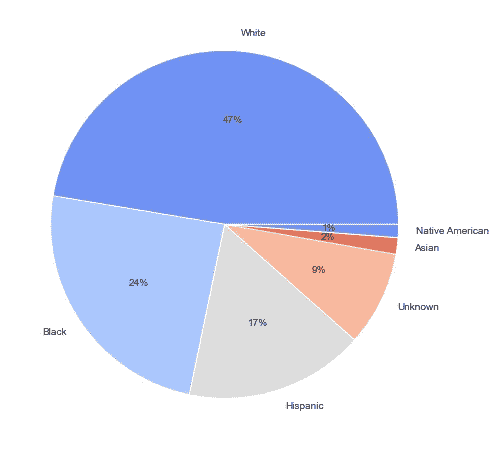 White
47%
1%
Native American
2%
Asian
9%
24%
Unknown
17%
Black
Hispanic